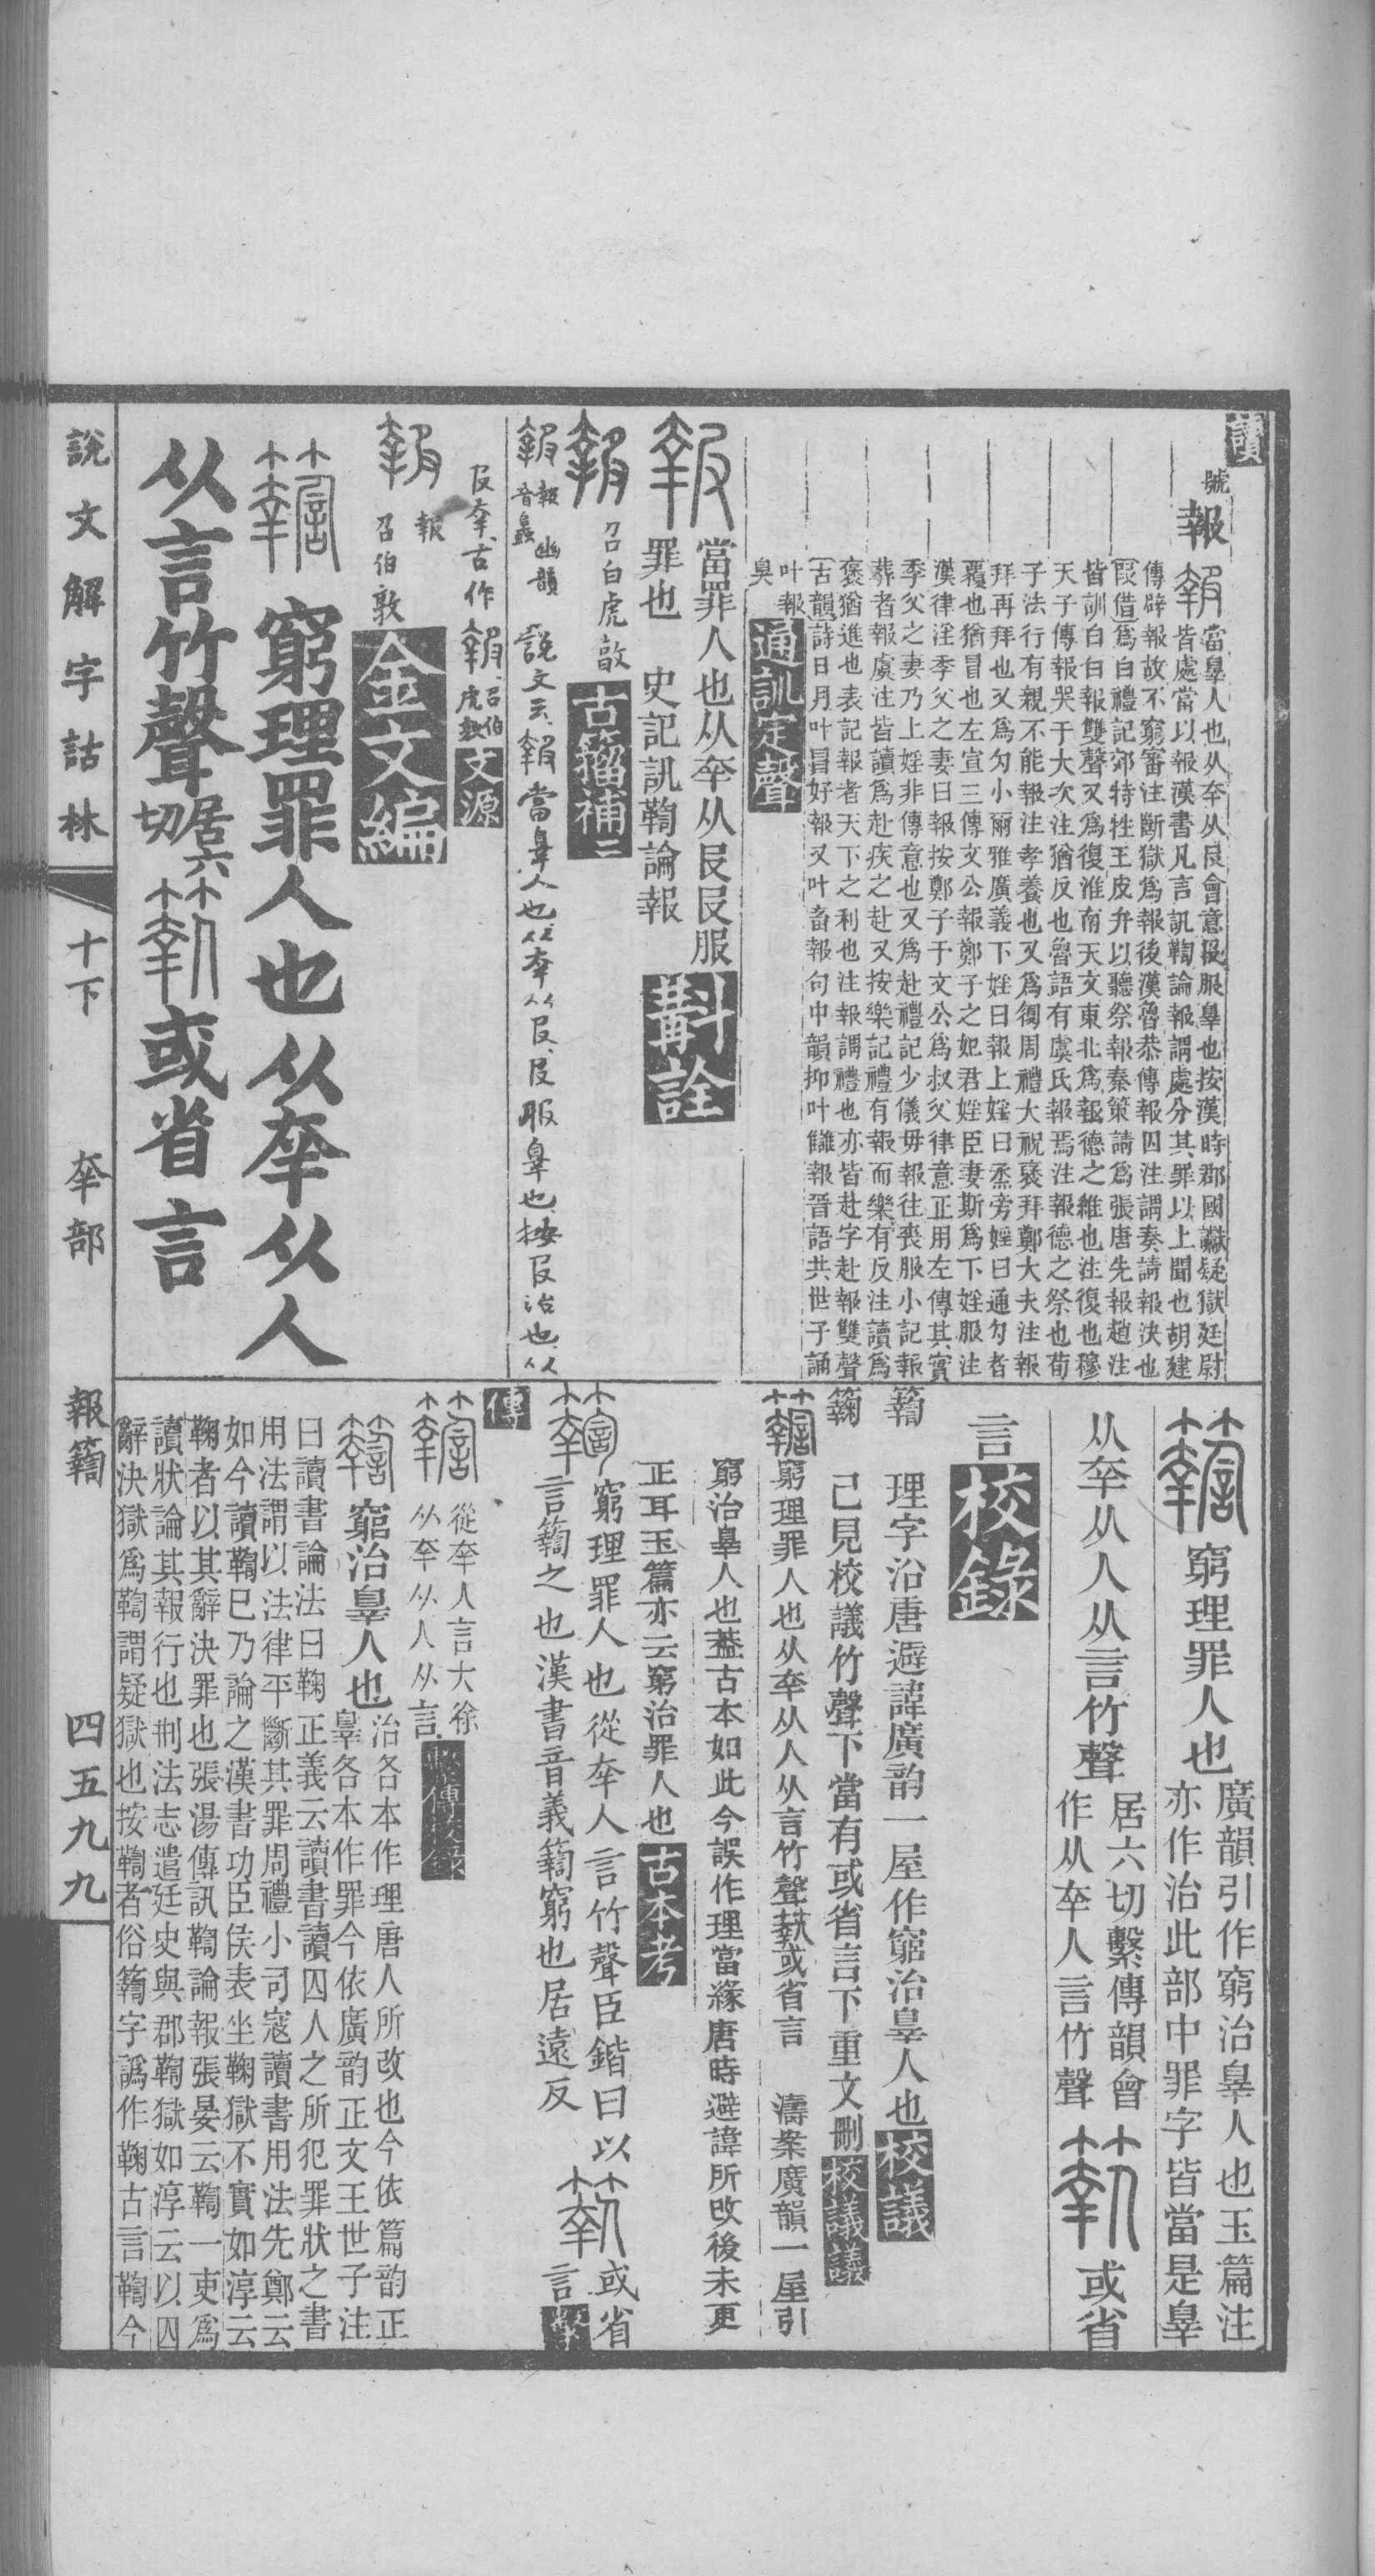 讀
號 報
當辠人也从㚔从𠬝會意𠬝服辠也按漢時郡國讞疑獄廷尉
皆處當以報漢書凡言訊鞫論報謂處分其罪以上聞也胡建
傳辟報故不窮審注斷獄爲報後漢魯恭傳報囚注謂奏請報決也
叚借爲白禮記郊特牲王皮弁以聽祭報秦策請爲張唐先報趙注
皆訓白白報雙聲又爲復淮南天文東北爲報德之維也注復也穆
天子傳報哭于大次注猶反也魯語有虞氏報焉注報德之祭也荀
子法行有親不能報注孝養也又爲𠣾周禮大祝褒拜鄭大夫注報
拜再拜也又爲勼小爾雅廣義下婬曰報上婬曰烝旁婬曰通勼者
覆也猶冒也左宣三傳文公報鄭子之妃君婬臣妻斯爲下婬服注
漢律淫季父之妻曰報按鄭子于文公爲叔父律意正用左傳其實
季父之妻乃上婬非傳意也又爲赴禮記少儀毋報往喪服小記報
葬者報虞注皆讀爲赴疾之赴又按樂記禮有報而樂有反注讀爲
褒猶進也表記報者天下之利也注報謂禮也亦皆赴字赴報雙聲
古韻詩日月叶冒好報又叶畜報句中韻抑叶讎報晉語共世子誦
叶報
臭
通訓定聲
當罪人也从㚔从𠬝𠬝服
罪也 史記訊鞫論報
斠詮
召白虎敦
古籀補二
報 幽韻
音蟲 說文云報當辠人也从㚔从𠬝𠬝服辠也按𠬝治也从
𠬝㚔古作 召伯虎敦
文源
報
召伯敦
金文編
窮理罪人也从㚔从人
从言竹聲居六切 或省言
窮理罪人也廣韻引作窮治辠人也玉篇注
亦作治此部中罪字皆當是辠
从㚔从人从言竹聲居六切繫傳韻會
作从㚔人言竹聲 或省
言
校錄
籒 理字治唐避諱廣韵一屋作窮治辠人也
校議
䕮 己見校議竹聲下當有或省言下重文刪
校議議
窮理罪人也从㚔从人从言竹聲 或省言 濤案廣韻一屋引
窮治辠人也葢古本如此今誤作理當緣唐時避諱所改後未更
正耳玉篇亦云窮治罪人也
古本考
窮理罪人也從㚔人言竹聲臣鍇曰以 或省
言𥷚之也漢書音義𥷚窮也居遠反 言
繫
傳
從㚔人言大徐
从㚔从人从言
繫傳校錄
窮治辠人也治各本作理唐人所改也今依篇韵正
辠各本作罪今依廣韵正文王世子注
曰讀書論法曰鞠正義云讀書讀囚人之所犯罪狀之書
用法謂以法律平斷其罪周禮小司寇讀書用法先鄭云
如今讀鞫已乃論之漢書功臣侯表坐鞫獄不實如淳云
鞫者以其辭決罪也張湯傳訊鞫論報張晏云鞫一吏爲
讀狀論其報行也刑法志遣廷史與郡鞫獄如淳云以囚
辭決獄爲鞫謂疑獄也按鞫者俗𥷚字譌作鞠古言鞫今
說文解字詁林 十下 㚔部 報𥷚 四五九九